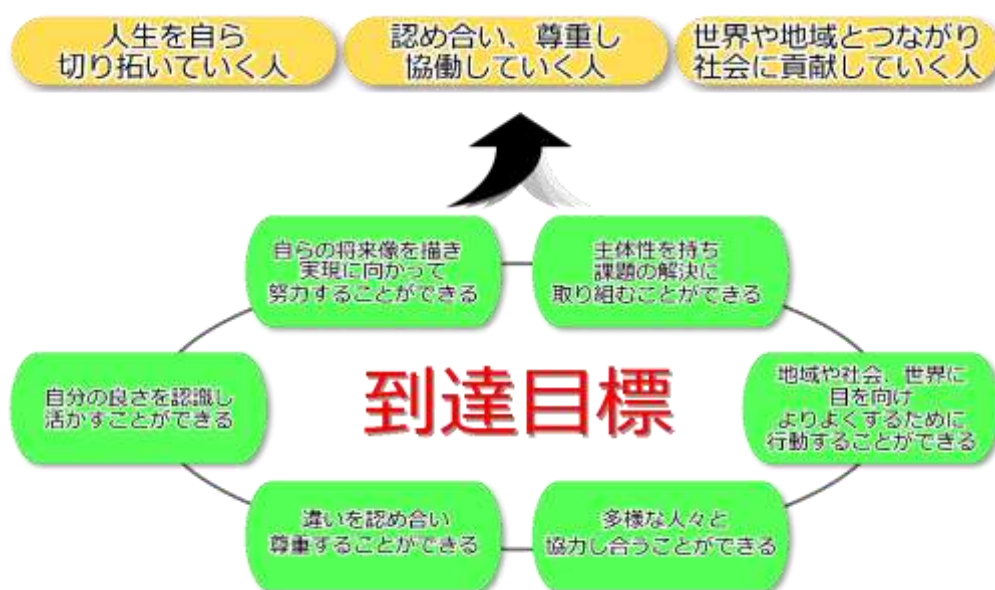 人生を自ら
切り拓いていく人
認め合い、尊重し
協働していく人
世界や地域とつながり
社会に貢献していく人
自らの将来像を描き
実現に向かって
努力することができる
主体性を持ち
課題の解決に
取り組むことができる
自分の良さを認識し
活かすことができる
到達目標
地域や社会、世界に
目を向け
よりよくするために
行動することができる
違いを認め合い
尊重することができる
多様な人々と
協力し合うことができる